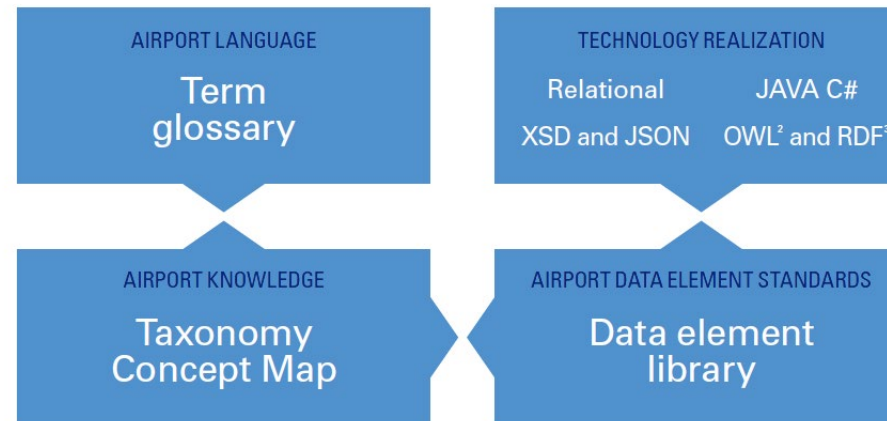 AIRPORT LANGUAGE
Term
glossary
TECHNOLOGY REALIZATION
Relational JAVA C#
XSD and JSON OWL² and RDF³
AIRPORT KNOWLEDGE
Taxonomy
Concept Map
AIRPORT DATA ELEMENT STANDARDS
Data element
library